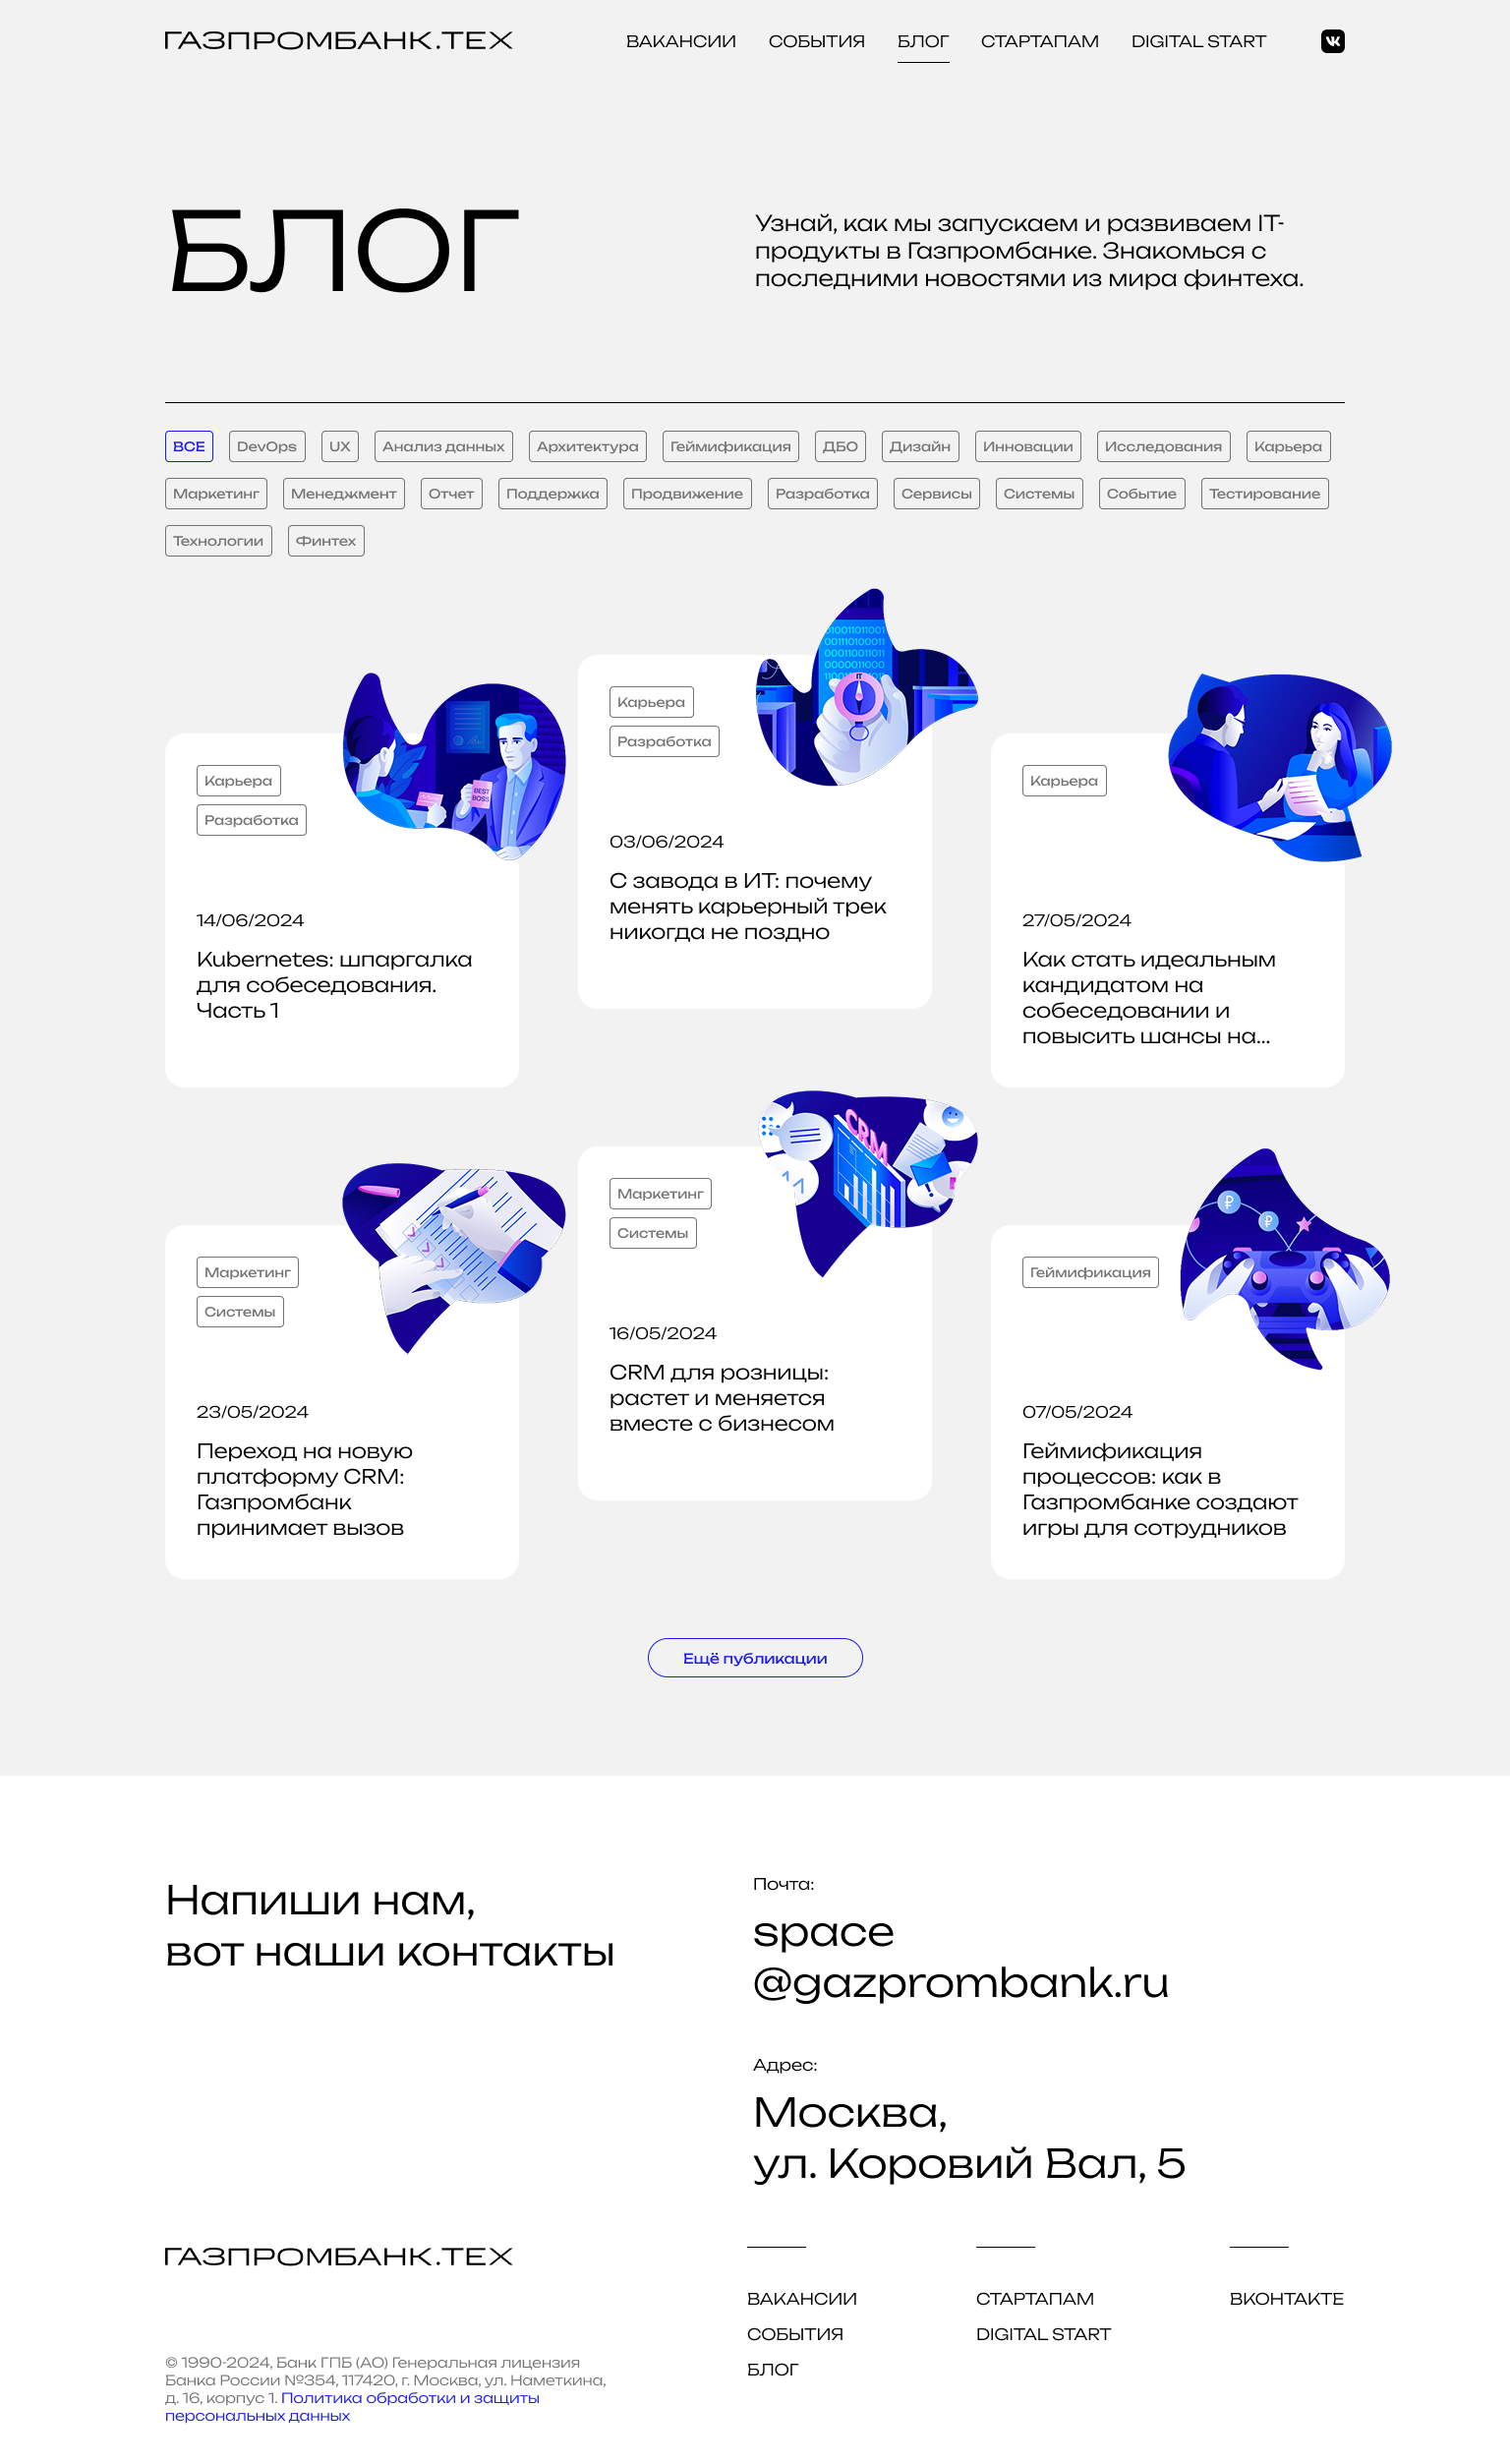 ГАЗПРОМБАНК.ТЕХ
ВАКАНСИИ СОБЫТИЯ БЛОГ СТАРТАПАМ DIGITAL START
БЛОГ
Узнай, как мы запускаем и развиваем IT-
продукты в Газпромбанке. Знакомься с
последними новостями из мира финтеха.
ВСЕ DevOps UX Анализ данных Архитектура Геймификация ДБО Дизайн Инновации Исследования Карьера
Маркетинг Менеджмент Отчет Поддержка Продвижение Разработка Сервисы Системы Событие Тестирование
Технологии Финтех
Карьера
Разработка
BEST
BOSS
14/06/2024
Kubernetes: шпаргалка
для собеседования.
Часть 1
Карьера
Разработка
001110100011
000110011011
0000011000
IT
03/06/2024
С завода в ИТ: почему
менять карьерный трек
никогда не поздно
Карьера
27/05/2024
Как стать идеальным
кандидатом на
собеседовании и
повысить шансы на...
Маркетинг
Системы
23/05/2024
Переход на новую
платформу CRM:
Газпромбанк
принимает вызов
Маркетинг
Системы
CRM
16/05/2024
CRM для розницы:
растет и меняется
вместе с бизнесом
Геймификация
₽
₽
07/05/2024
Геймификация
процессов: как в
Газпромбанке создают
игры для сотрудников
Ещё публикации
Напиши нам,
вот наши контакты
Почта:
space
@gazprombank.ru
Адрес:
Москва,
ул. Коровий Вал, 5
ГАЗПРОМБАНК.ТЕХ
ВАКАНСИИ
СОБЫТИЯ
БЛОГ
СТАРТАПАМ
DIGITAL START
ВКОНТАКТЕ
© 1990-2024, Банк ГПБ (АО) Генеральная лицензия
Банка России №354, 117420, г. Москва, ул. Наметкина,
д. 16, корпус 1. Политика обработки и защиты
персональных данных